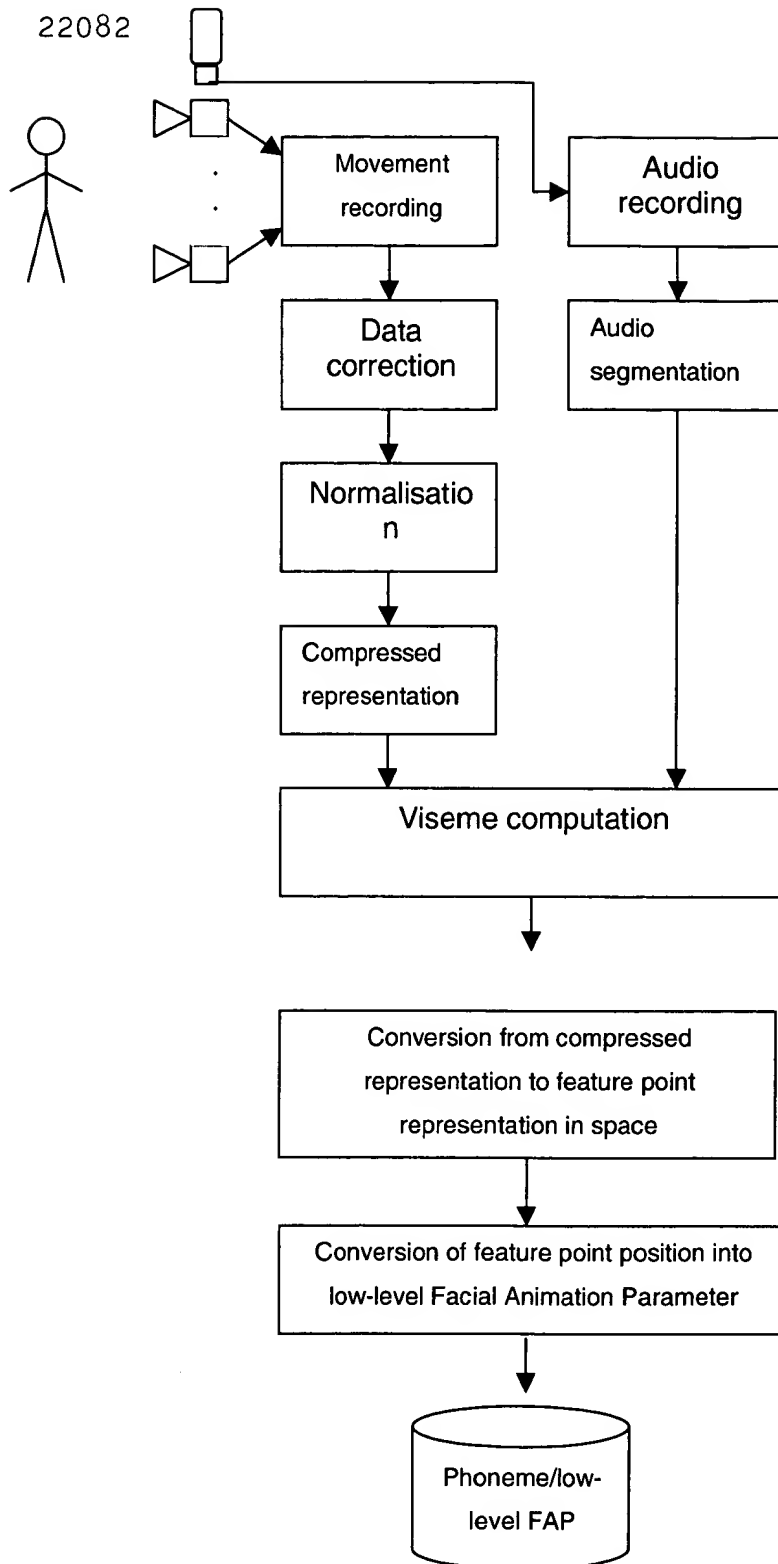 22082
Movement
recording
Audio
recording
Data
correction
Audio
segmentation
Normalisatio
n
Compressed
representation
Viseme computation
Conversion from compressed
representation to feature point
representation in space
Conversion of feature point position into
low-level Facial Animation Parameter
Phoneme/low-
level FAP